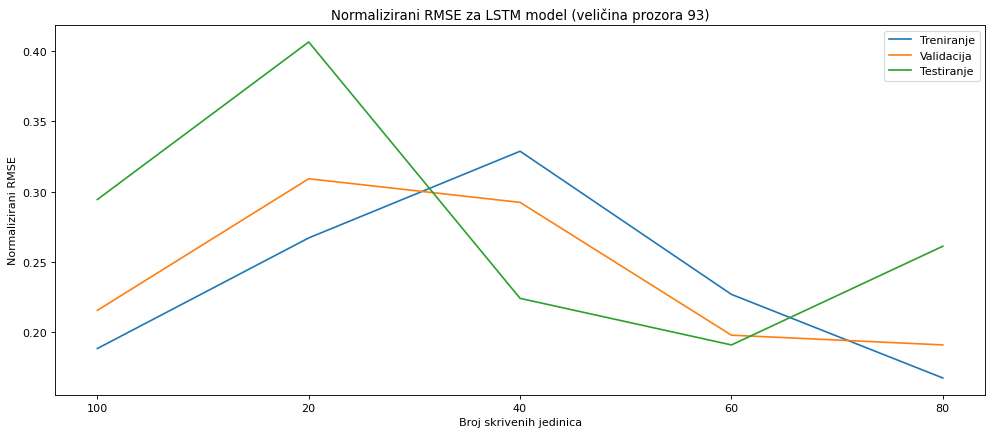 Normalizirani RMSE za LSTM model (veličina prozora 93)
Treniranje
Validacija
Testiranje
Normalizirani RMSE
0.40
0.35
0.30
0.25
0.20
100
20
40
60
80
Broj skrivenih jedinica